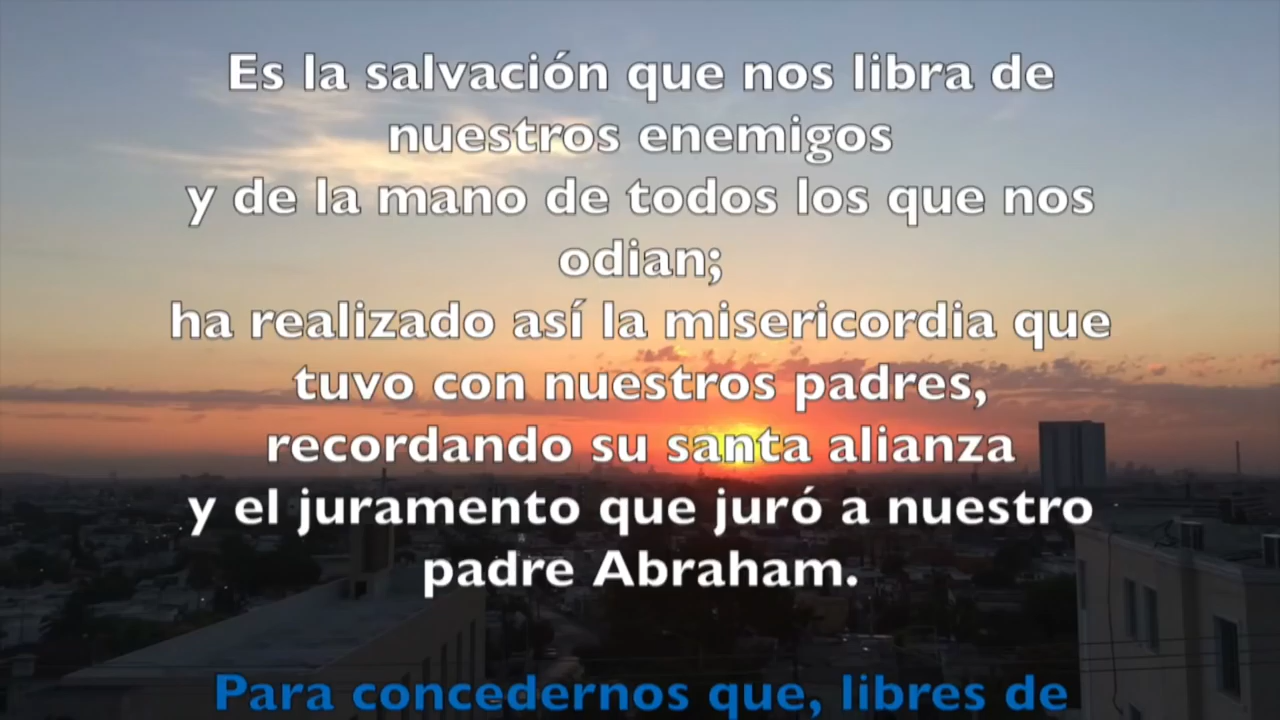 Es la salvación que nos libra de
nuestros enemigos
y de la mano de todos los que nos
odian;
ha realizado así la misericordia que
tuvo con nuestros padres,
recordando su santa alianza
y el juramento que juró a nuestro
padre Abraham.
Para concedernos que, libres de